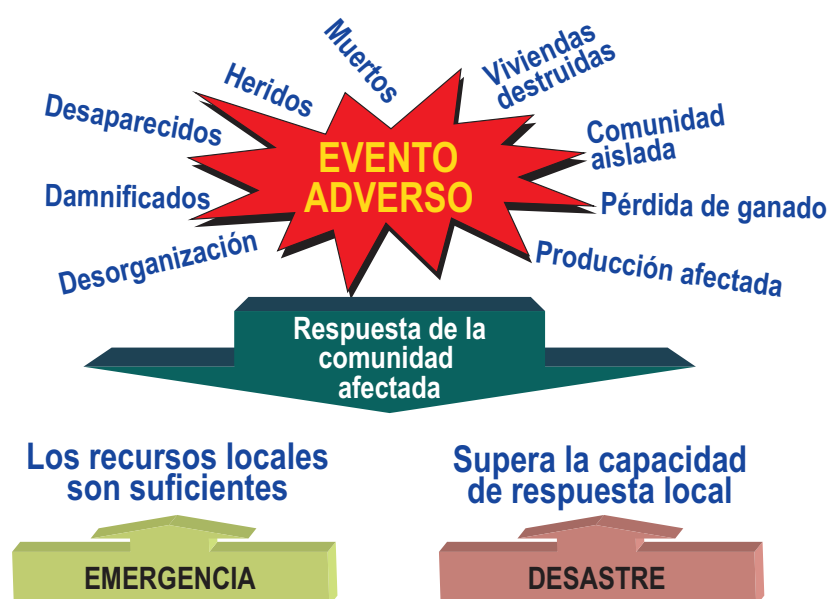 Muertos
Heridos
Viviendas
destruidas
Desaparecidos
Comunidad
aislada
EVENTO
ADVERSO
Damnificados
Pérdida de ganado
Desorganización
Producción afectada
Respuesta de la
comunidad
afectada
Los recursos locales
son suficientes
Supera la capacidad
de respuesta local
EMERGENCIA
DESASTRE